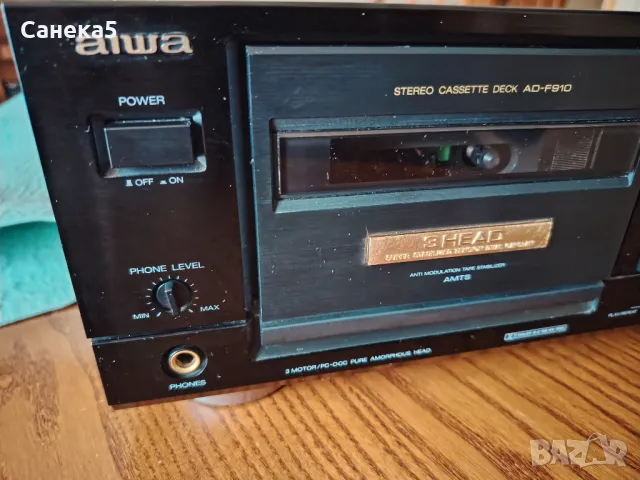 Санека5
aiwa
POWER
OFF ON
STEREO CASSETTE DECK AD-F910
3 HEAD
ANTI MODULATION TAPE STABILIZER
AMTS
PHONE LEVEL
MIN MAX
PHONES
3 MOTOR/PC-OCC PURE AMORPHOUS HEAD
BAZAR